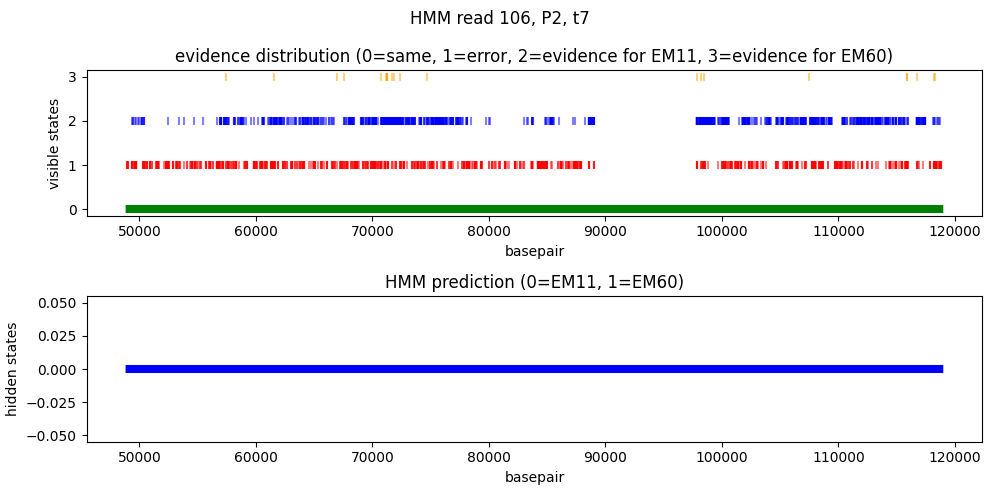 HMM read 106, P2, t7
evidence distribution (0=same, 1=error, 2=evidence for EM11, 3=evidence for EM60)
visible states
3
2
1
0
50000 60000 70000 80000 90000 100000 110000 120000
basepair
HMM prediction (0=EM11, 1=EM60)
hidden states
0.050
0.025
0.000
−0.025
−0.050
50000 60000 70000 80000 90000 100000 110000 120000
basepair